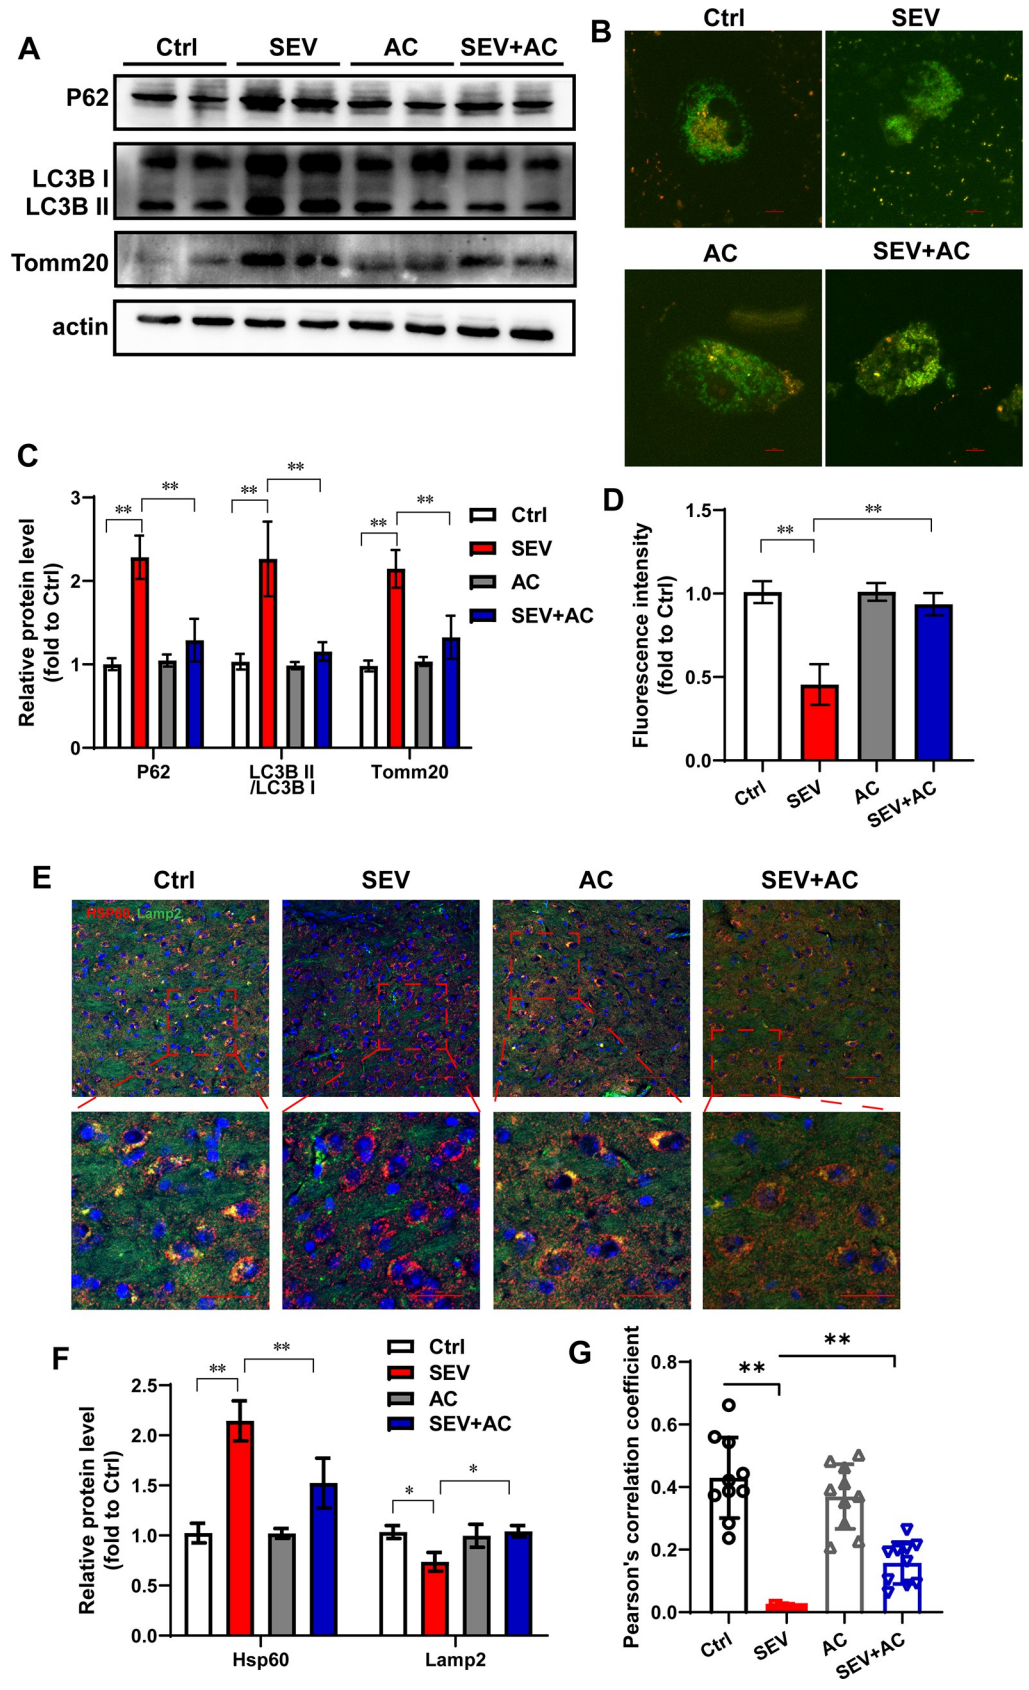 A
Ctrl SEV AC SEV+AC
P62
LC3B I
LC3B II
Tomm20
actin
B
Ctrl SEV
AC SEV+AC
C
Relative protein level
(fold to Ctrl)
3
2
1
0
** ** ** ** ** **
P62 LC3B II
/LC3B I Tomm20
Ctrl
SEV
AC
SEV+AC
D
Fluorescence intensity
(fold to Ctrl)
1.5
1.0
0.5
0.0
** **
Ctrl SEV AC SEV+AC
E
Ctrl SEV AC SEV+AC
HSP60 Lamp2
F
Relative protein level
(fold to Ctrl)
2.5
2.0
1.5
1.0
0.5
0.0
** ** * *
Hsp60 Lamp2
Ctrl
SEV
AC
SEV+AC
G
Pearson's correlation coefficient
0.8
0.6
0.4
0.2
0.0
** **
Ctrl SEV AC SEV+AC